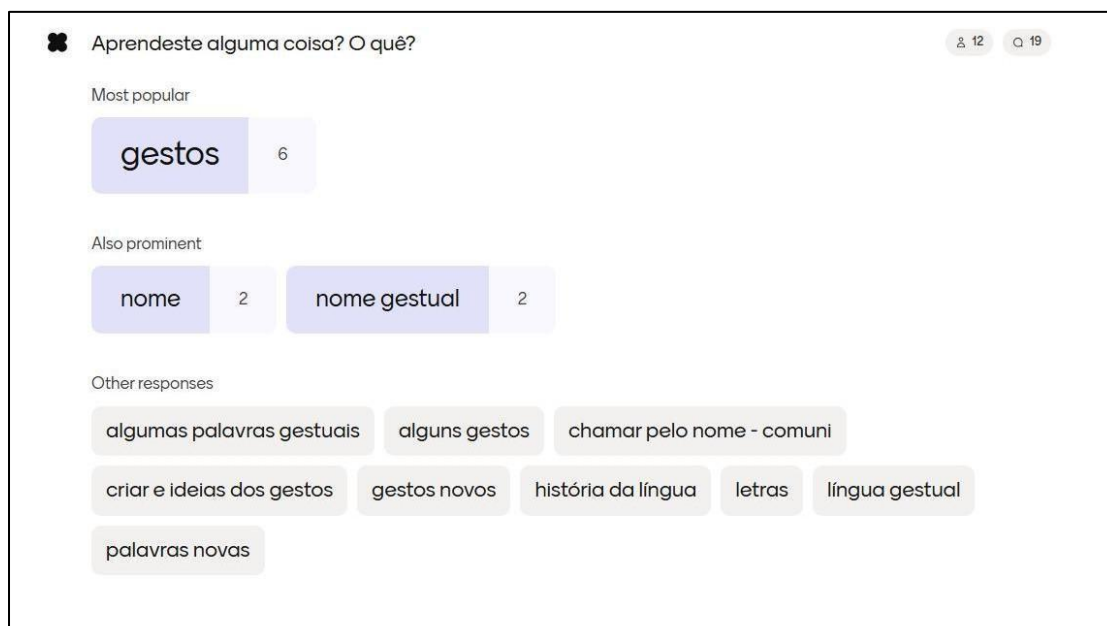 Aprendeste alguma coisa? O quê? 12 19
Most popular
gestos 6
Also prominent
nome 2 nome gestual 2
Other responses
algumas palavras gestuais alguns gestos chamar pelo nome - comuni
criar e ideias dos gestos gestos novos história da língua letras língua gestual
palavras novas